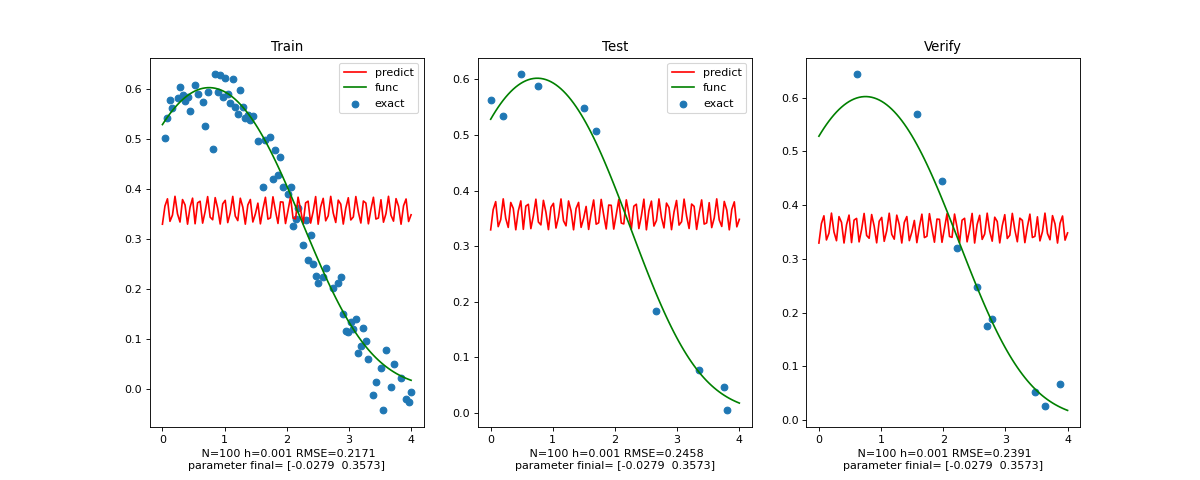 Train
Test
Verify
predict
func
exact
predict
func
exact
0.6
0.5
0.4
0.3
0.2
0.1
0.0
0.6
0.5
0.4
0.3
0.2
0.1
0.0
0.6
0.5
0.4
0.3
0.2
0.1
0.0
0 1 2 3 4
0 1 2 3 4
0 1 2 3 4
N=100 h=0.001 RMSE=0.2171
parameter finial= [-0.0279 0.3573]
N=100 h=0.001 RMSE=0.2458
parameter finial= [-0.0279 0.3573]
N=100 h=0.001 RMSE=0.2391
parameter finial= [-0.0279 0.3573]